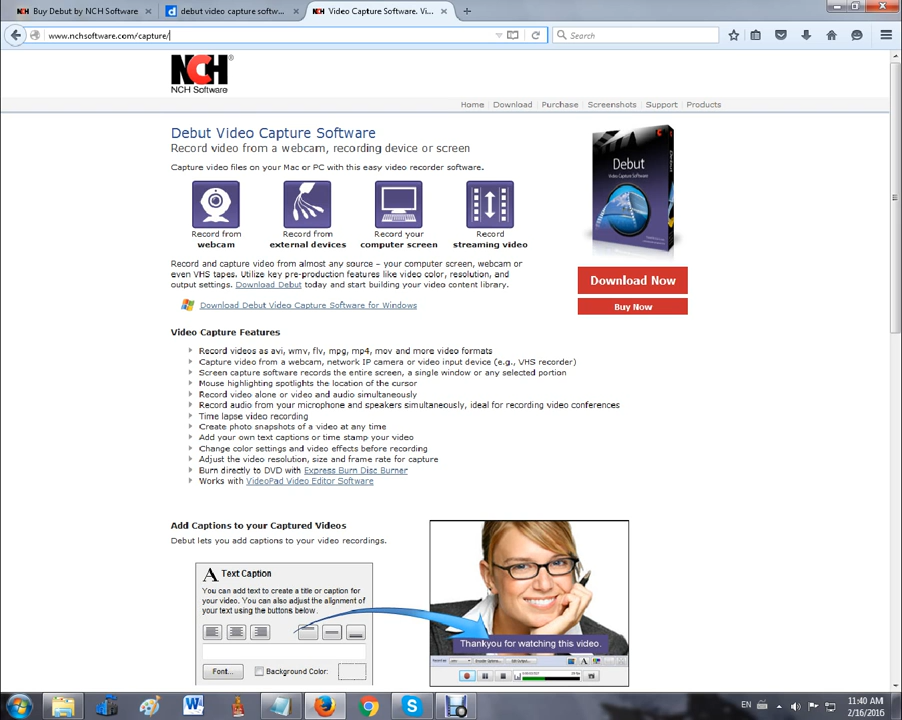 Buy Debut by NCH Software
debut video capture softw...
Video Capture Software. Vi...
www.nchsoftware.com/capture/
Search
NCH
NCH Software
Home Download Purchase Screenshots Support Products
Debut Video Capture Software
Record video from a webcam, recording device or screen
Capture video files on your Mac or PC with this easy video recorder software.
Record from
webcam
Record from
external devices
Record your
computer screen
Record
streaming video
Record and capture video from almost any source – your computer screen, webcam or
even VHS tapes. Utilize key pre-production features like video color, resolution, and
output settings. Download Debut today and start building your video content library.
Download Debut Video Capture Software for Windows
Debut
Video Capture Software
Download Now
Buy Now
Video Capture Features
Record videos as avi, wmv, flv, mpg, mp4, mov and more video formats
Capture video from a webcam, network IP camera or video input device (e.g., VHS recorder)
Screen capture software records the entire screen, a single window or any selected portion
Mouse highlighting spotlights the location of the cursor
Record video alone or video and audio simultaneously
Record audio from your microphone and speakers simultaneously, ideal for recording video conferences
Time lapse video recording
Create photo snapshots of a video at any time
Add your own text captions or time stamp your video
Change color settings and video effects before recording
Adjust the video resolution, size and frame rate for capture
Burn directly to DVD with Express Burn Disc Burner
Works with VideoPad Video Editor Software
Add Captions to your Captured Videos
Debut lets you add captions to your video recordings.
A Text Caption
You can add text to create a title or caption for
your video. You can also adjust the alignment of
your text using the buttons below.
Font...
Background Color:
Thankyou for watching this video.
EN
11:40 AM
2/16/2016